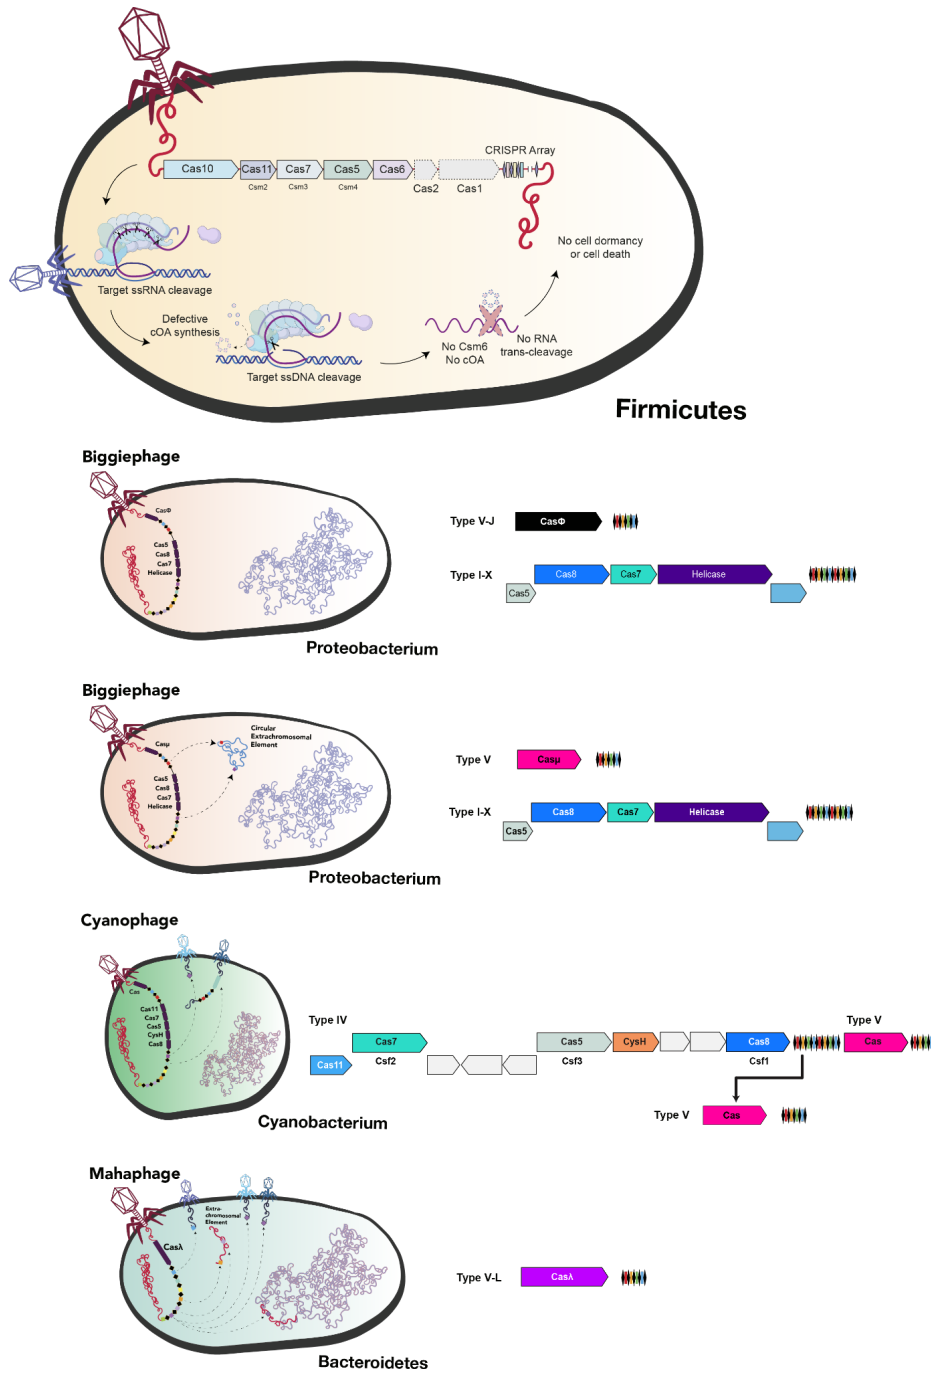 CRISPR Array
Cas10
Cas11
Cas7
Cas5
Cas6
Cas2
Cas1
Csm2
Csm3
Csm4
No cell dormancy
or cell death
Target ssRNA cleavage
Defective
cOA synthesis
No Csm6
No cOA
No RNA
trans-cleavage
Target ssDNA cleavage
Firmicutes
Biggiephage
CasΦ
Cas5
Cas8
Cas7
Helicase
Proteobacterium
Type V-J
CasΦ
Type I-X
Cas8
Cas7
Helicase
Cas5
Biggiephage
Casμ
Cas5
Cas8
Cas7
Helicase
Circular
Extrachromosomal
Element
Proteobacterium
Type V
Casμ
Type I-X
Cas8
Cas7
Helicase
Cas5
Cyanophage
Cas
Cas11
Cas7
Cas5
CysH
Cas8
Cyanobacterium
Type IV
Type V
Cas7
Cas5
CysH
Cas8
Cas
Cas11
Csf2
Csf3
Csf1
Type V
Cas
Mahaphage
Casλ
Extra-
chromosomal
Element
Bacteroidetes
Type V-L
Casλ